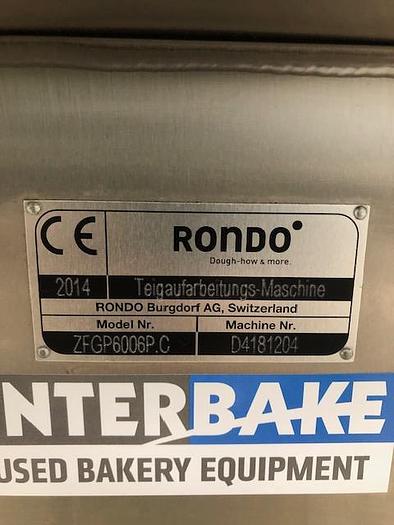 CE
RONDO
Dough-how & more.
2014 Teigaufarbeitungs-Maschine
RONDO Burgdorf AG, Switzerland
Model Nr. Machine Nr.
ZFGP6006P.C D4181204
NTERBAKE
USED BAKERY EQUIPMENT